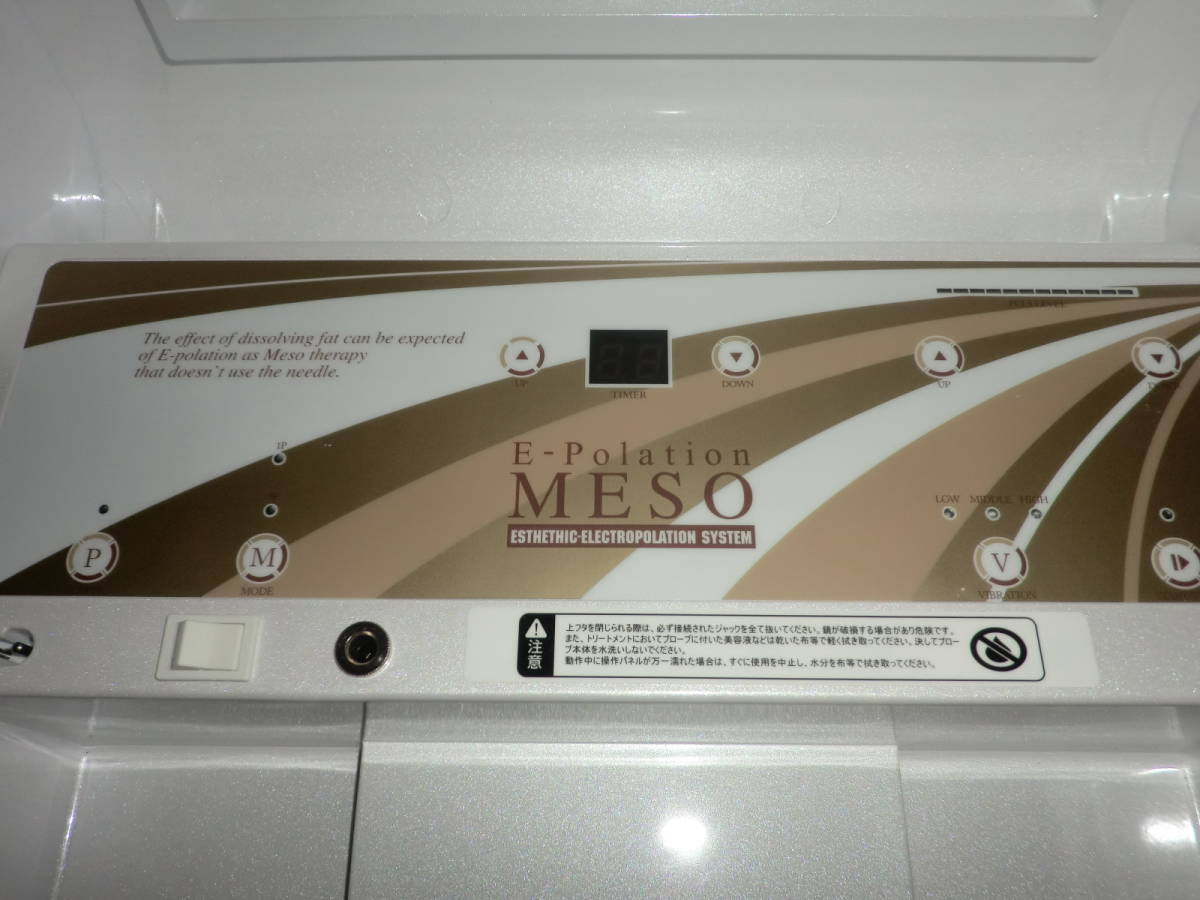 The effect of dissolving fat can be expected
of E-polation as Meso therapy
that doesn't use the needle.
UP
TIMER
DOWN
UP
1P
E-Polation
MESO
ESTHETHIC-ELECTROPOLATION SYSTEM
LOW MIDDLE HIGH
P
M
MODE
V
VIBRATION
注意
上フタを閉じられる際は、必ず接続されたジャックを全て抜いてください。鏡が破損する場合があり危険です。
また、トリートメントにおいてプローブに付いた美容液などは乾いた布等で軽く拭き取ってください。決してプロー
ブ本体を水洗いしないでください。
動作中に操作パネルが万一濡れた場合は、すぐに使用を中止し、水分を布等で拭き取ってください。